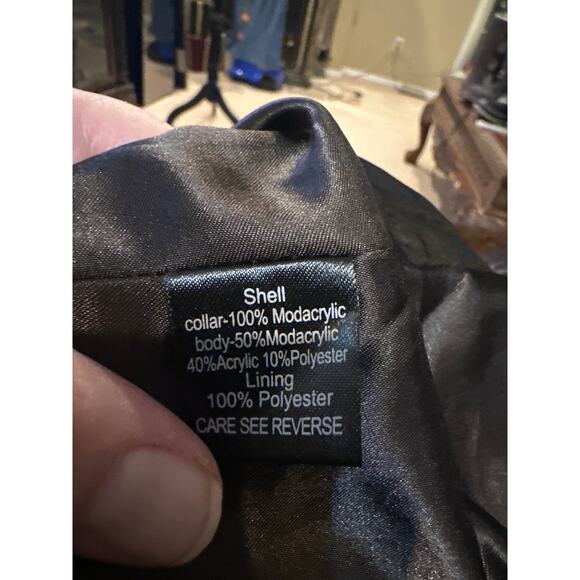 Shell
collar-100% Modacrylic
body-50%Modacrylic
40%Acrylic 10%Polyester
Lining
100% Polyester
CARE SEE REVERSE